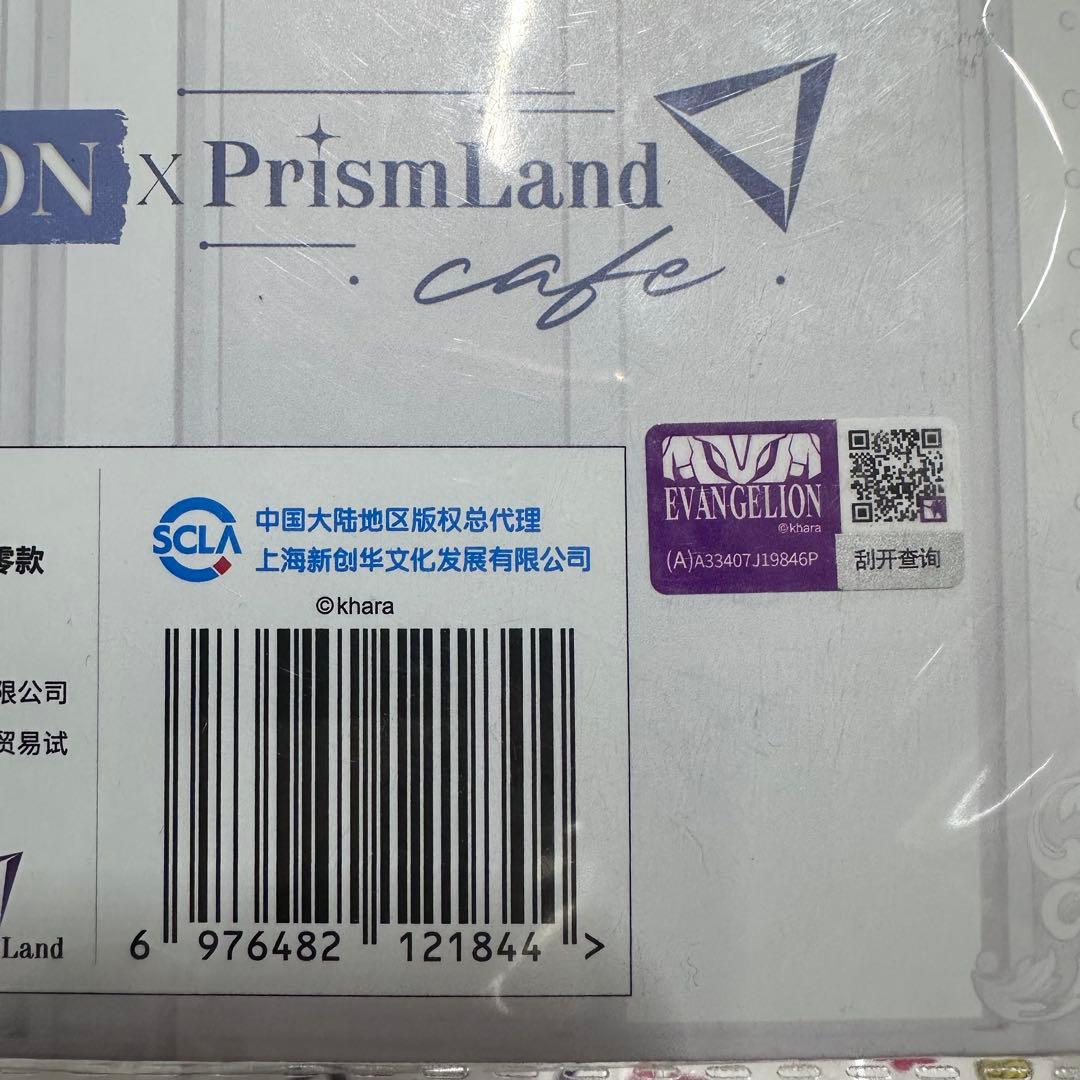 ON X PrismLand
· cafe ·
EVANGELION
©khara
(A)A33407J19846P
刮开查询
零款
限公司
贸易试
Land
SCLA
中国大陆地区版权总代理
上海新创华文化发展有限公司
©khara
6 976482 121844 >